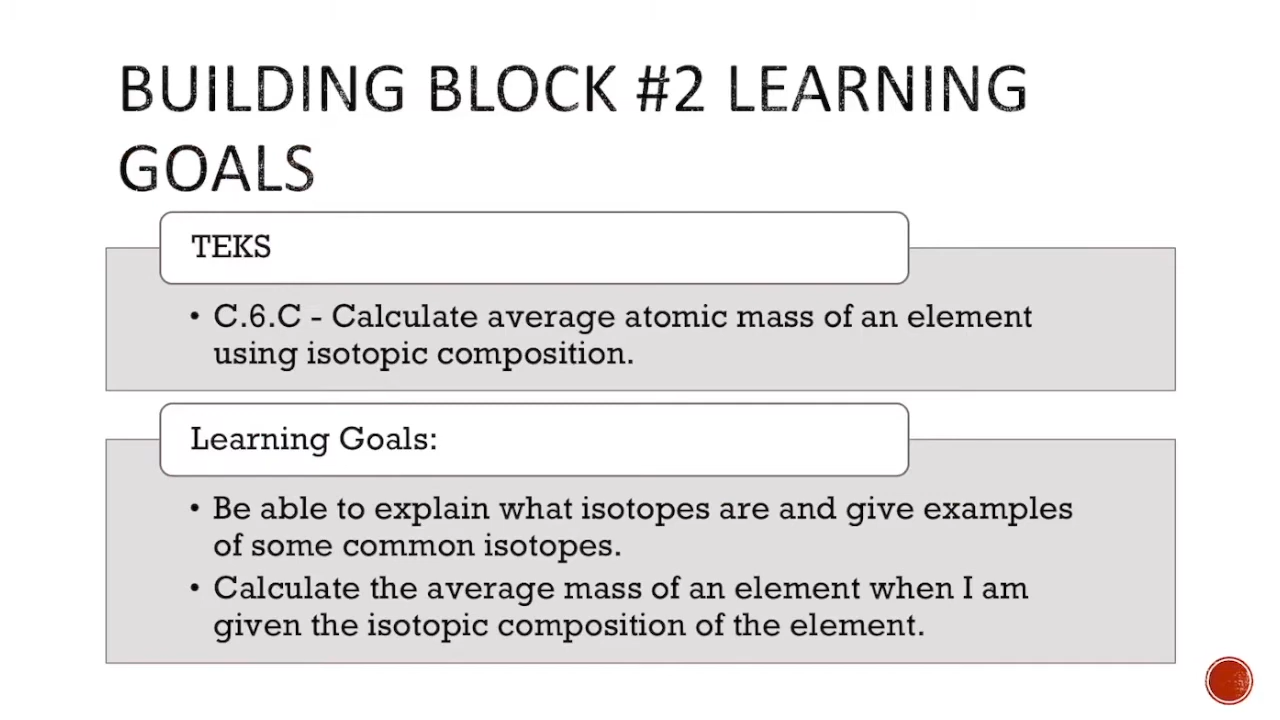 BUILDING BLOCK #2 LEARNING
GOALS
TEKS
• C.6.C - Calculate average atomic mass of an element
using isotopic composition.
Learning Goals:
• Be able to explain what isotopes are and give examples
of some common isotopes.
• Calculate the average mass of an element when I am
given the isotopic composition of the element.